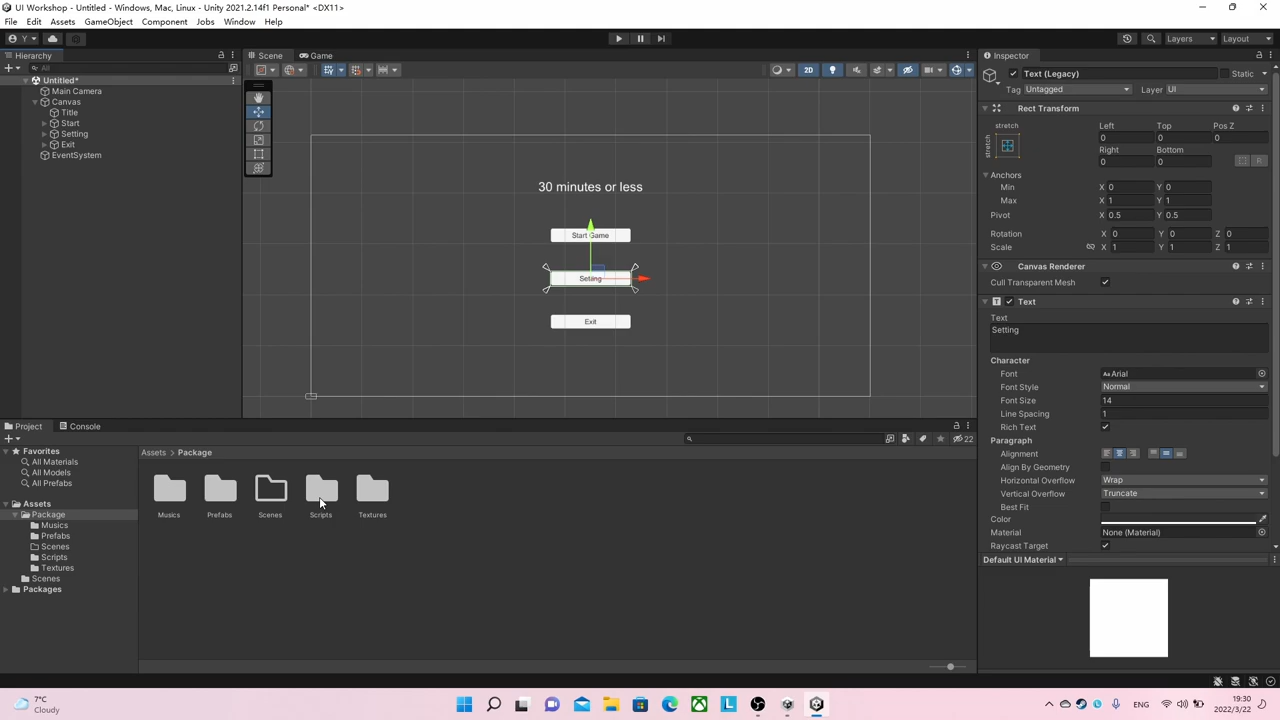 UI Workshop - Untitled - Windows, Mac, Linux - Unity 2021.2.14f1 Personal* <DX11>
File Edit Assets GameObject Component Jobs Window Help
Y
Layers Layout
Hierarchy
All
Untitled*
Main Camera
Canvas
Title
Start
Setting
Exit
EventSystem
Scene Game
2D
30 minutes or less
Start Game
Setting
Exit
Inspector
Text (Legacy) Static
Tag Untagged Layer UI
Rect Transform
stretch Left Top Pos Z
stretch 0 0 0
Right Bottom
0 0 R
Anchors
Min X 0 Y 0
Max X 1 Y 1
Pivot X 0.5 Y 0.5
Rotation X 0 Y 0 Z 0
Scale X 1 Y 1 Z 1
Canvas Renderer
Cull Transparent Mesh
T Text
Text
Setting
Character
Font Aa Arial
Font Style Normal
Font Size 14
Line Spacing 1
Rich Text
Paragraph
Alignment
Align By Geometry
Horizontal Overflow Wrap
Vertical Overflow Truncate
Best Fit
Color
Material None (Material)
Raycast Target
Default UI Material
Project Console
22
Favorites
All Materials
All Models
All Prefabs
Assets
Package
Musics
Prefabs
Scenes
Scripts
Textures
Scenes
Packages
Assets > Package
Musics Prefabs Scenes Scripts Textures
7°C
Cloudy
L
ENG
19:30
2022/3/22